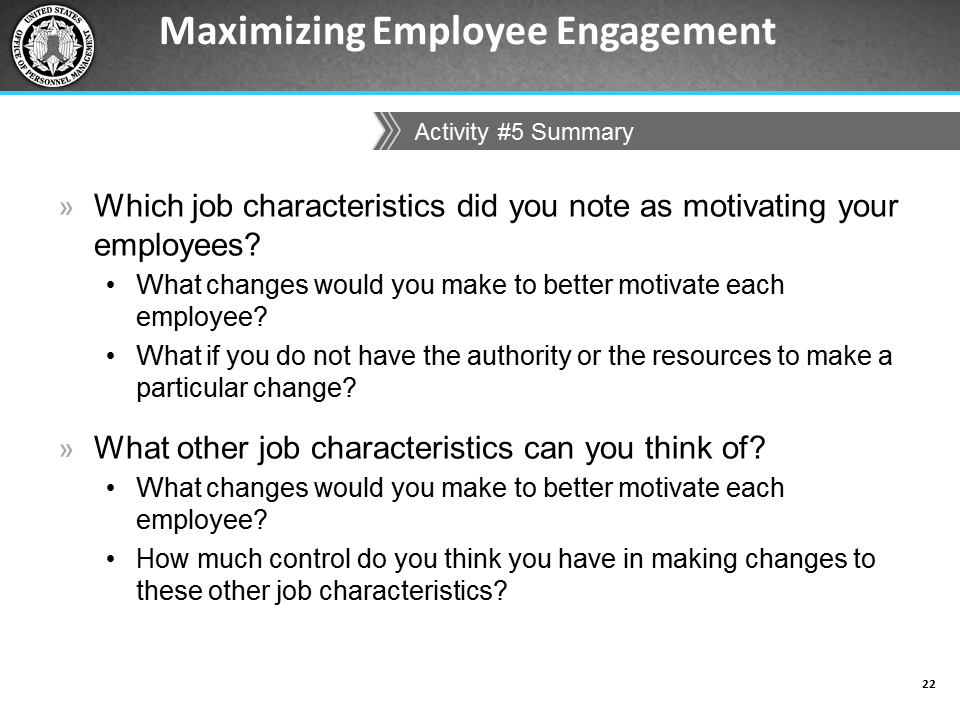 UNITED STATES
OFFICE OF PERSONNEL MANAGEMENT
Maximizing Employee Engagement
Activity #5 Summary
» Which job characteristics did you note as motivating your
employees?
• What changes would you make to better motivate each
employee?
• What if you do not have the authority or the resources to make a
particular change?
» What other job characteristics can you think of?
• What changes would you make to better motivate each
employee?
• How much control do you think you have in making changes to
these other job characteristics?
22